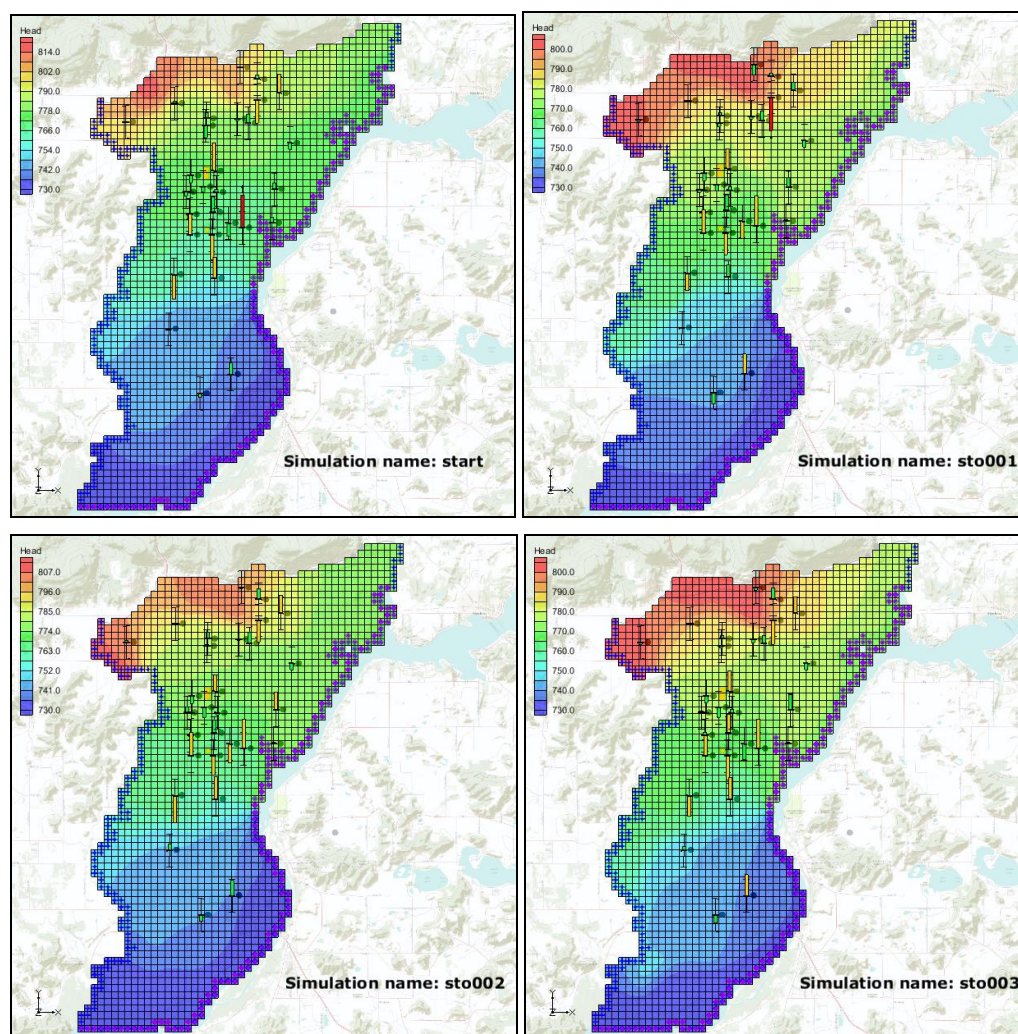 Head
814.0
802.0
790.0
778.0
766.0
754.0
742.0
730.0
Y
Z X
Simulation name: start
Head
800.0
790.0
780.0
770.0
760.0
750.0
740.0
730.0
Y
Z X
Simulation name: sto001
Head
807.0
796.0
785.0
774.0
763.0
752.0
741.0
730.0
Y
Z X
Simulation name: sto002
Head
800.0
790.0
780.0
770.0
760.0
750.0
740.0
730.0
Y
Z X
Simulation name: sto003